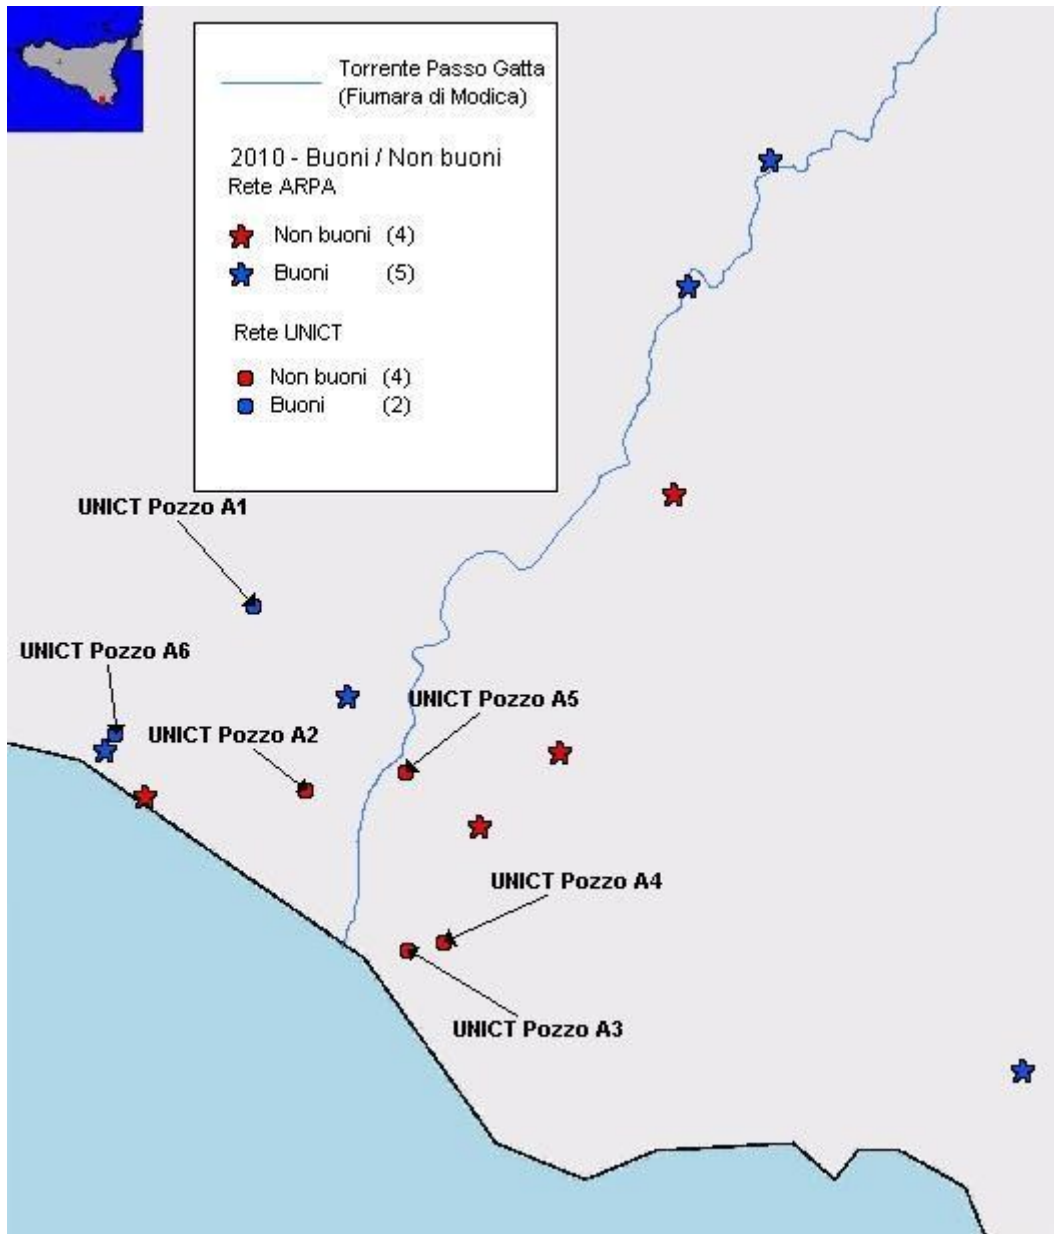 Torrente Passo Gatta
(Fiumara di Modica)
2010 - Buoni / Non buoni
Rete ARPA
Non buoni (4)
Buoni (5)
Rete UNICT
Non buoni (4)
Buoni (2)
UNICT Pozzo A1
UNICT Pozzo A6
UNICT Pozzo A5
UNICT Pozzo A2
UNICT Pozzo A4
UNICT Pozzo A3